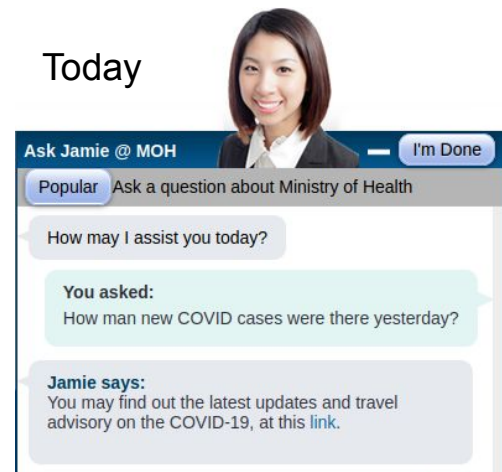 Today
Ask Jamie @ MOH
I'm Done
Popular Ask a question about Ministry of Health
How may I assist you today?
You asked:
How man new COVID cases were there yesterday?
Jamie says:
You may find out the latest updates and travel
advisory on the COVID-19, at this link.